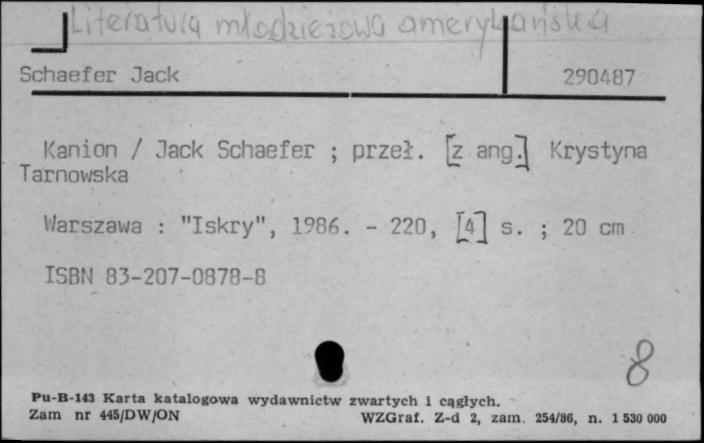 Literatura młodzieżowa amerykańska
Schaefer Jack 290487
Kanion / Jack Schaefer ; przeł. [z ang.] Krystyna
Tarnowska
Warszawa : "Iskry", 1986. - 220, [4] s. ; 20 cm.
ISBN 83-207-0878-8
8
Pu-B-143 Karta katalogowa wydawnictw zwartych i cągłych.
Zam nr 445/DW/ON WZGraf. Z-d 2, zam. 254/86, n. 1 530 000